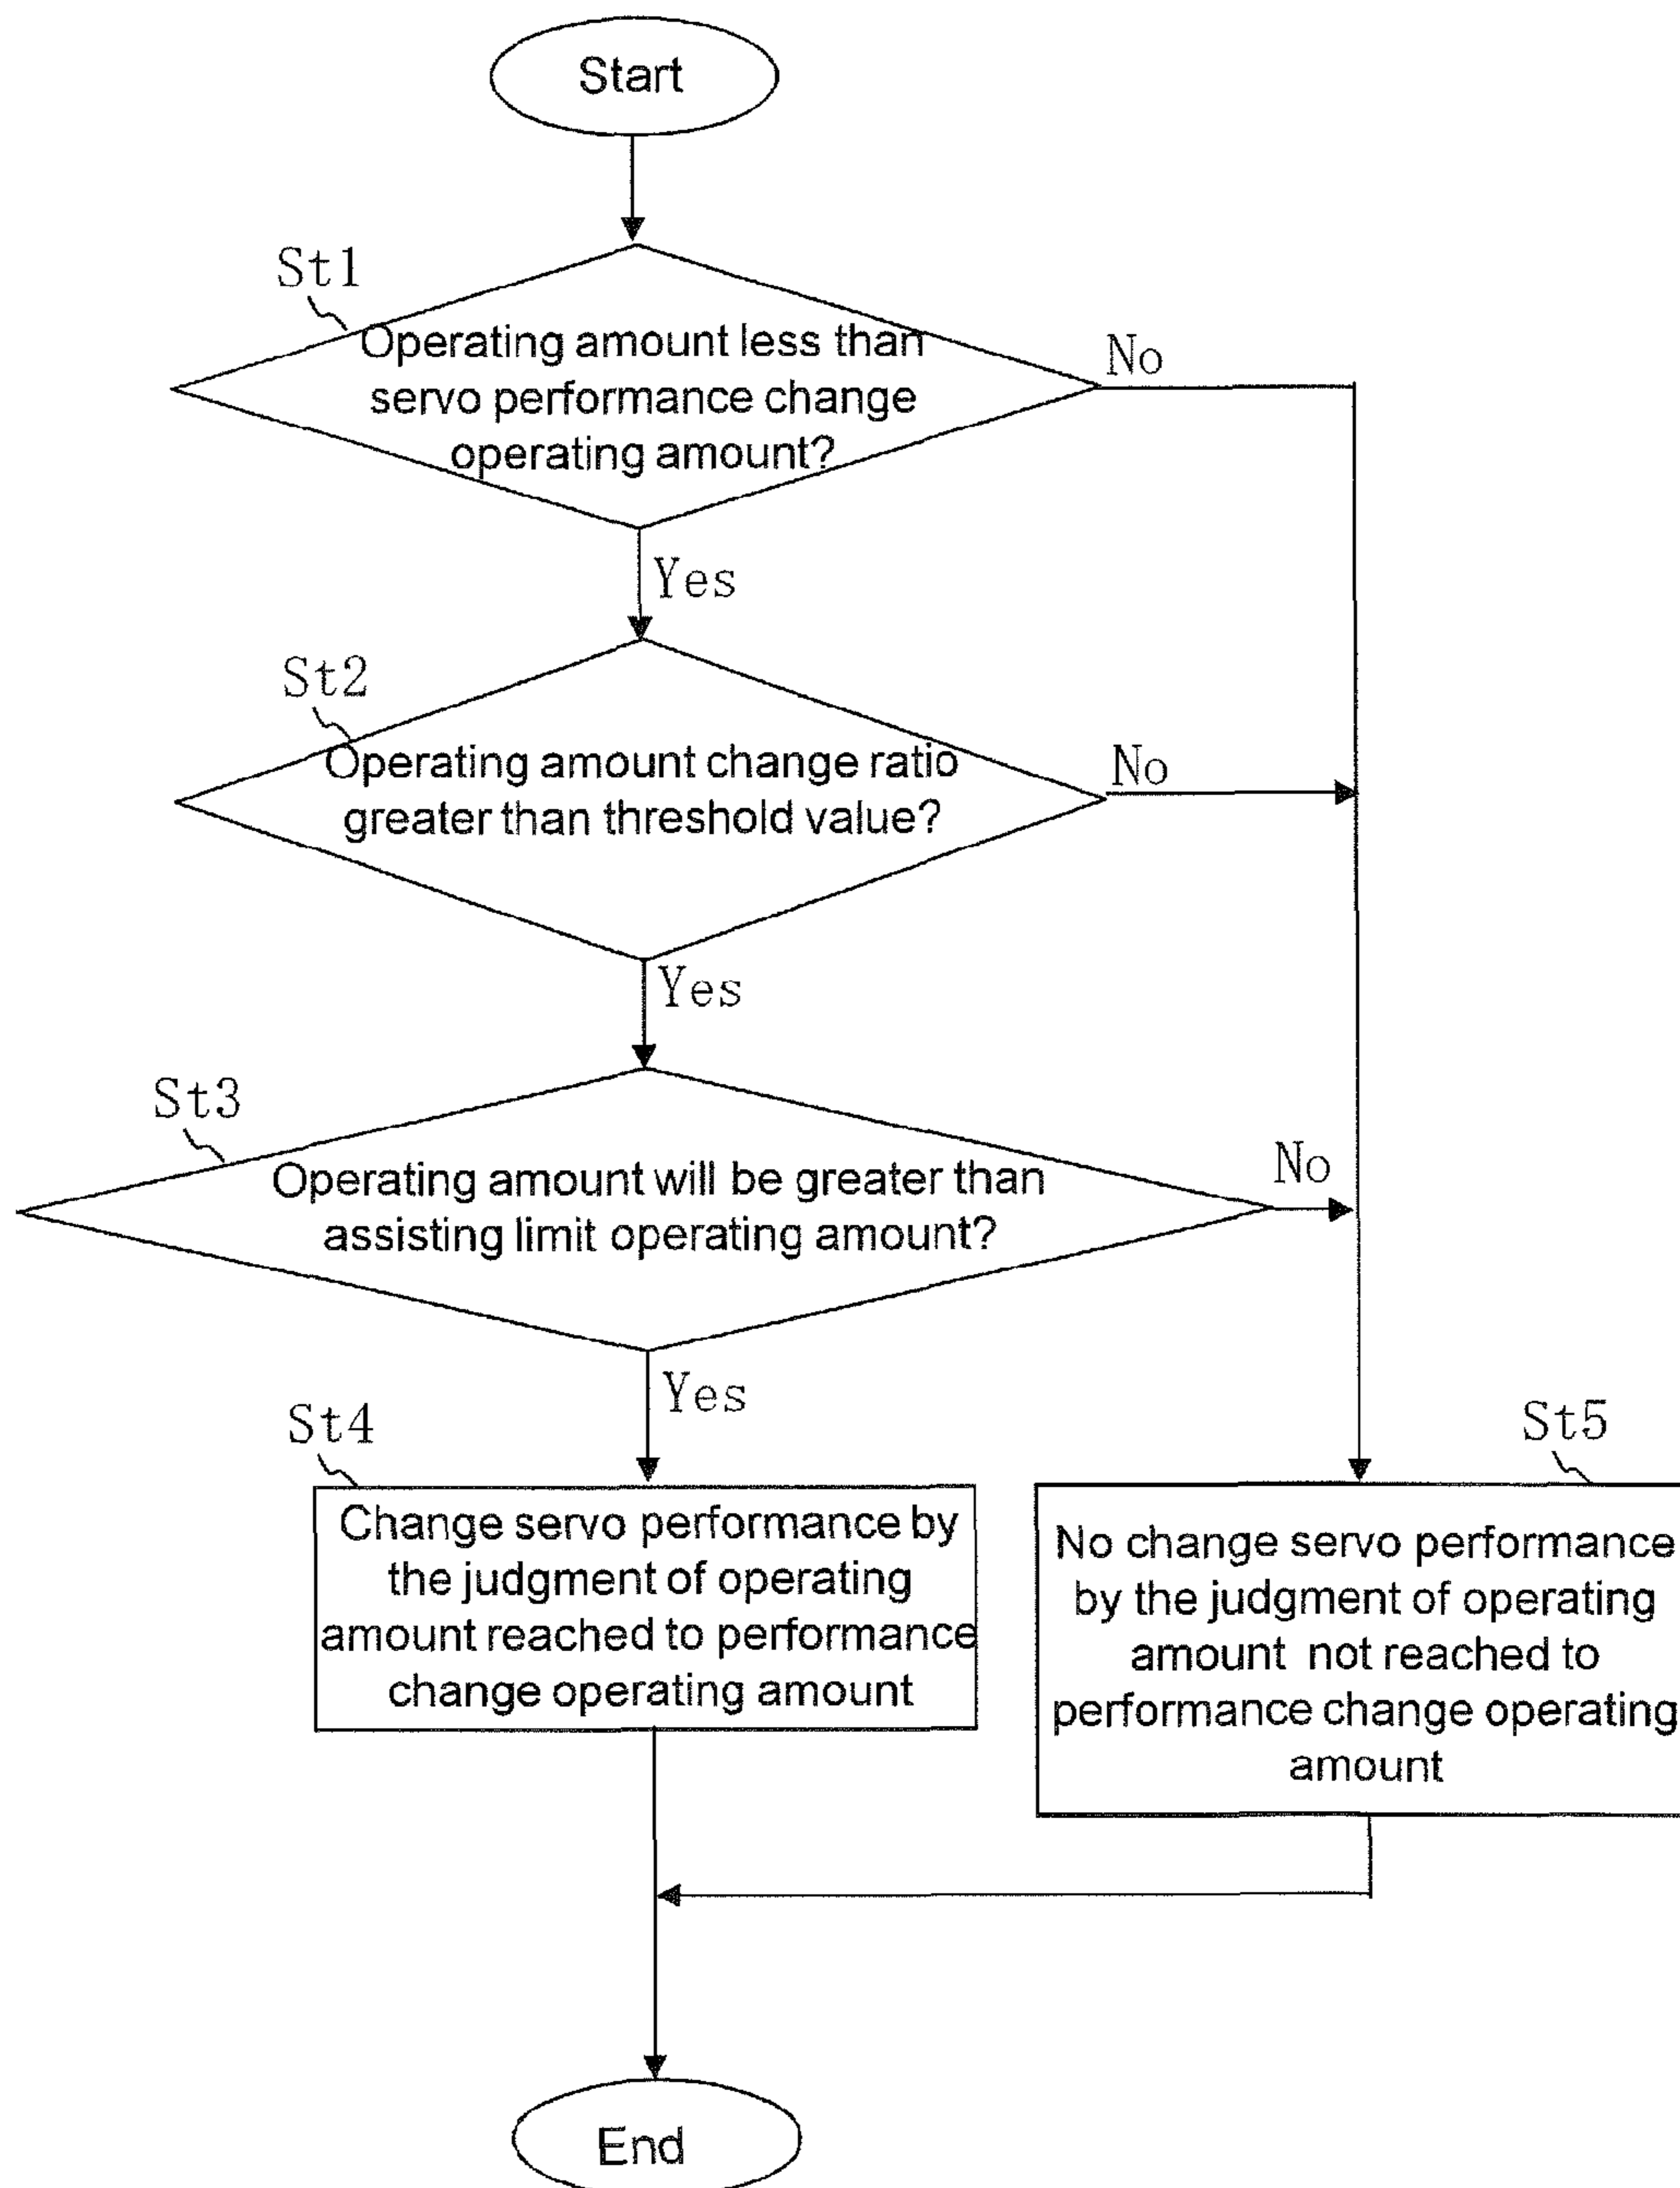 Start
St1
Operating amount less than
servo performance change
operating amount?
No
Yes
St2
Operating amount change ratio
greater than threshold value?
No
Yes
St3
Operating amount will be greater than
assisting limit operating amount?
No
Yes
St4
Change servo performance by
the judgment of operating
amount reached to performance
change operating amount
St5
No change servo performance
by the judgment of operating
amount not reached to
performance change operating
amount
End